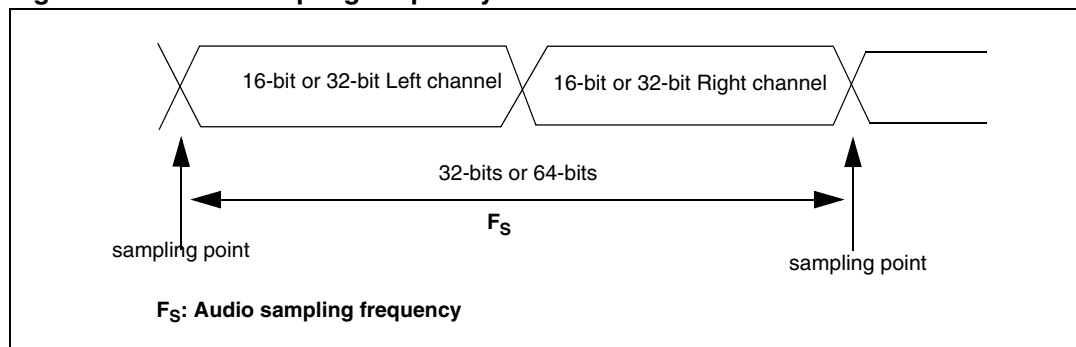 16-bit or 32-bit Left channel
16-bit or 32-bit Right channel
32-bits or 64-bits
FS
sampling point
sampling point
FS: Audio sampling frequency